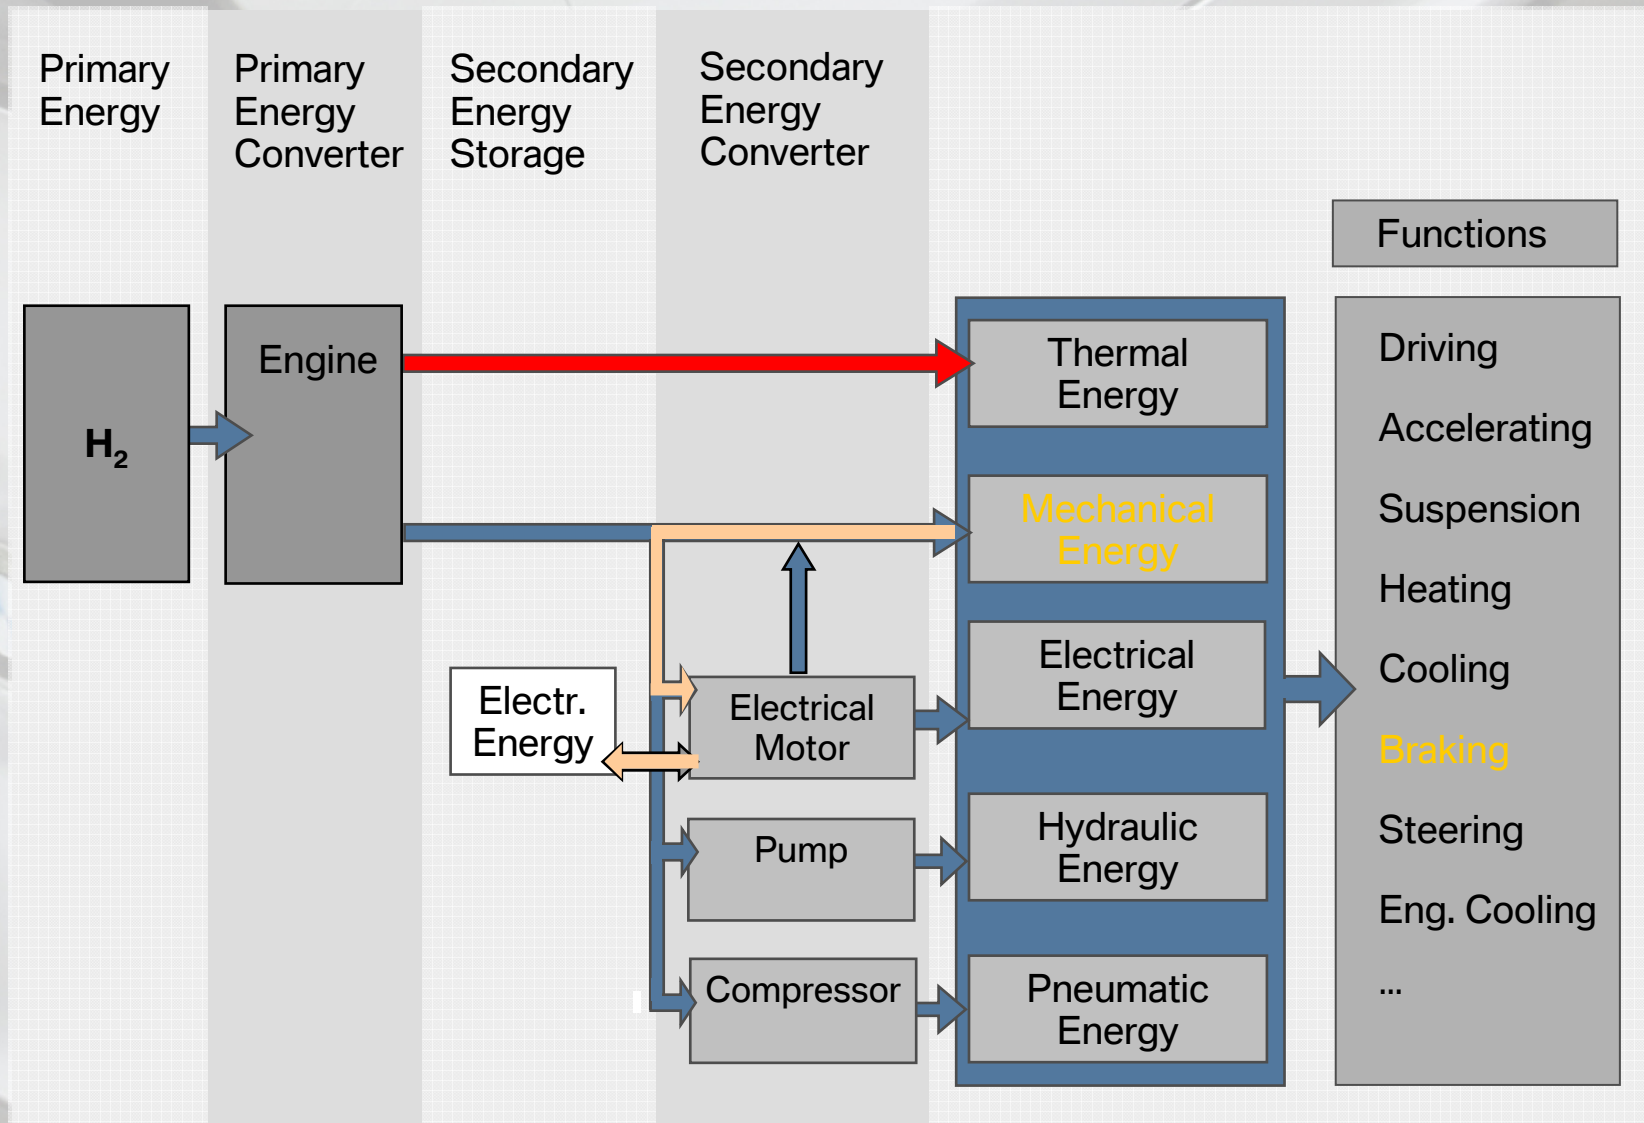 Primary
Energy
Primary
Energy
Converter
Secondary
Energy
Storage
Secondary
Energy
Converter
Functions
H₂
Engine
Thermal
Energy
Mechanical
Energy
Electr.
Energy
Electrical
Motor
Electrical
Energy
Pump
Hydraulic
Energy
Compressor
Pneumatic
Energy
Driving
Accelerating
Suspension
Heating
Cooling
Braking
Steering
Eng. Cooling
...